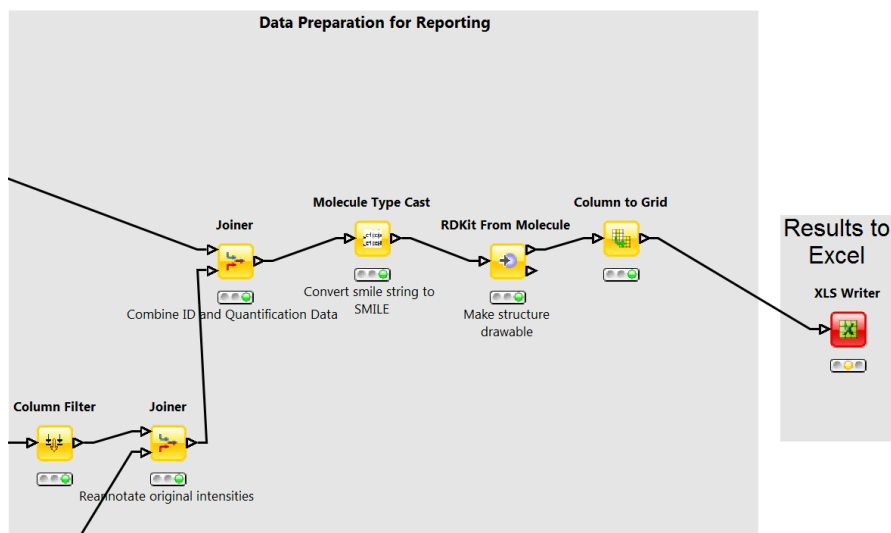 Data Preparation for Reporting
Joiner
Molecule Type Cast
RDKit From Molecule
Column to Grid
Combine ID and Quantification Data
Convert smile string to
SMILE
Make structure
drawable
Results to
Excel
XLS Writer
Column Filter
Joiner
Reannotate original intensities